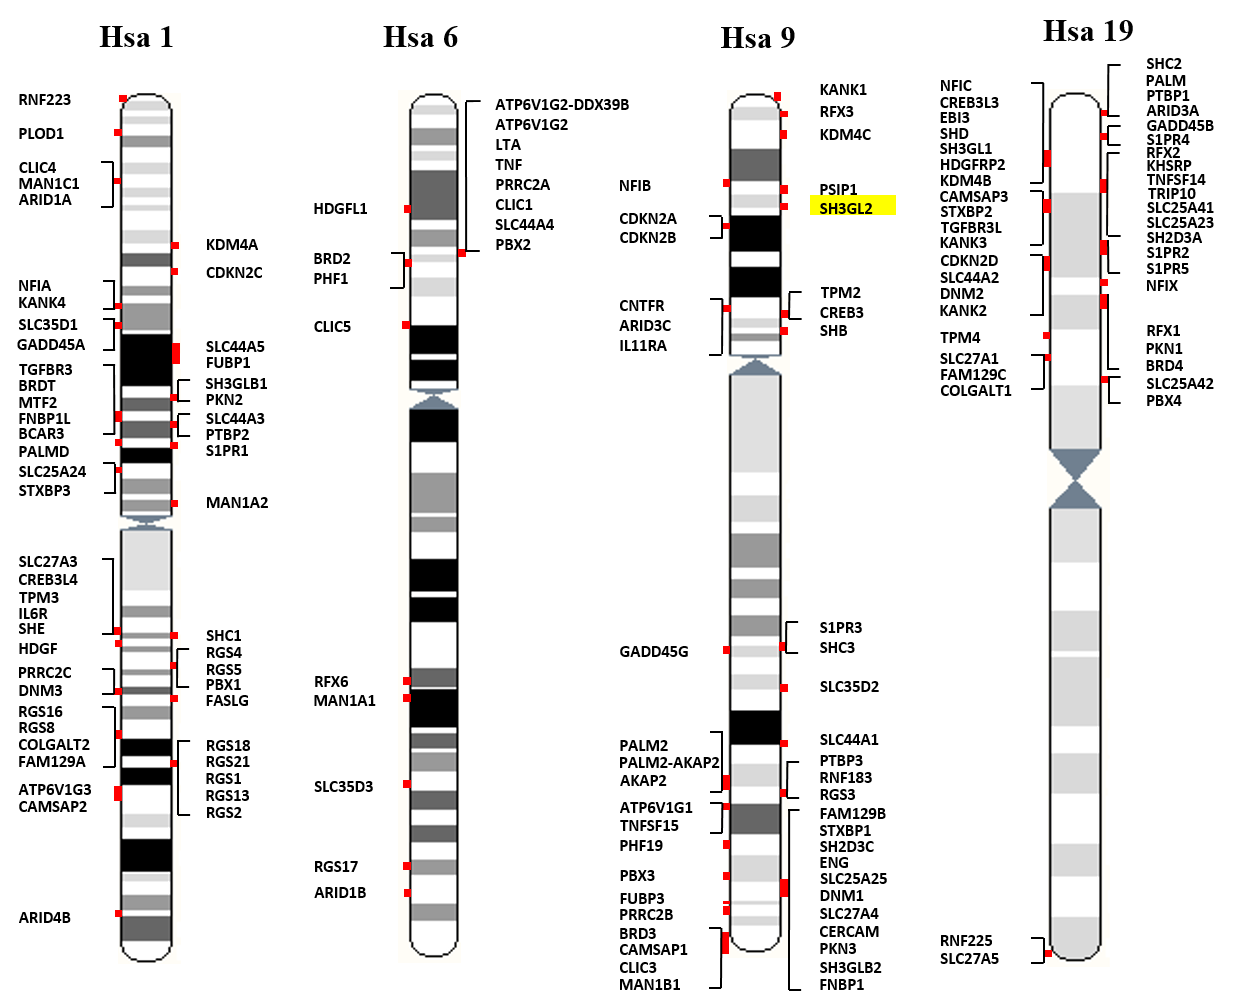 Hsa 1
RNF223
PLOD1
CLIC4
MAN1C1
ARID1A
KDM4A
CDKN2C
NFIA
KANK4
SLC35D1
GADD45A
SLC44A5
FUBP1
TGFBR3
BRDT
MTF2
FNBP1L
BCAR3
PALMD
SH3GLB1
PKN2
SLC44A3
PTBP2
S1PR1
SLC25A24
STXBP3
MAN1A2
SLC27A3
CREB3L4
TPM3
IL6R
SHE
HDGF
SHC1
RGS4
RGS5
PBX1
FASLG
PRRC2C
DNM3
RGS16
RGS8
COLGALT2
FAM129A
RGS18
RGS21
RGS1
RGS13
RGS2
ATP6V1G3
CAMSAP2
ARID4B
Hsa 6
ATP6V1G2-DDX39B
ATP6V1G2
LTA
TNF
PRRC2A
CLIC1
SLC44A4
PBX2
HDGFL1
BRD2
PHF1
CLIC5
RFX6
MAN1A1
SLC35D3
RGS17
ARID1B
Hsa 9
KANK1
RFX3
KDM4C
NFIB
PSIP1
SH3GL2
CDKN2A
CDKN2B
CNTFR
ARID3C
IL11RA
TPM2
CREB3
SHB
GADD45G
S1PR3
SHC3
SLC35D2
SLC44A1
PALM2
PALM2-AKAP2
AKAP2
PTBP3
RNF183
RGS3
ATP6V1G1
TNFSF15
PHF19
PBX3
FUBP3
PRRC2B
BRD3
CAMSAP1
CLIC3
MAN1B1
FAM129B
STXBP1
SH2D3C
ENG
SLC25A25
DNM1
SLC27A4
CERCAM
PKN3
SH3GLB2
FNBP1
Hsa 19
NFIC
CREB3L3
EBI3
SHD
SH3GL1
HDGFRP2
KDM4B
CAMSAP3
STXBP2
TGFBR3L
KANK3
CDKN2D
SLC44A2
DNM2
KANK2
TPM4
SLC27A1
FAM129C
COLGALT1
SHC2
PALM
PTBP1
ARID3A
GADD45B
S1PR4
RFX2
KHSRP
TNFSF14
TRIP10
SLC25A41
SLC25A23
SH2D3A
S1PR2
S1PR5
NFIX
RFX1
PKN1
BRD4
SLC25A42
PBX4
RNF225
SLC27A5